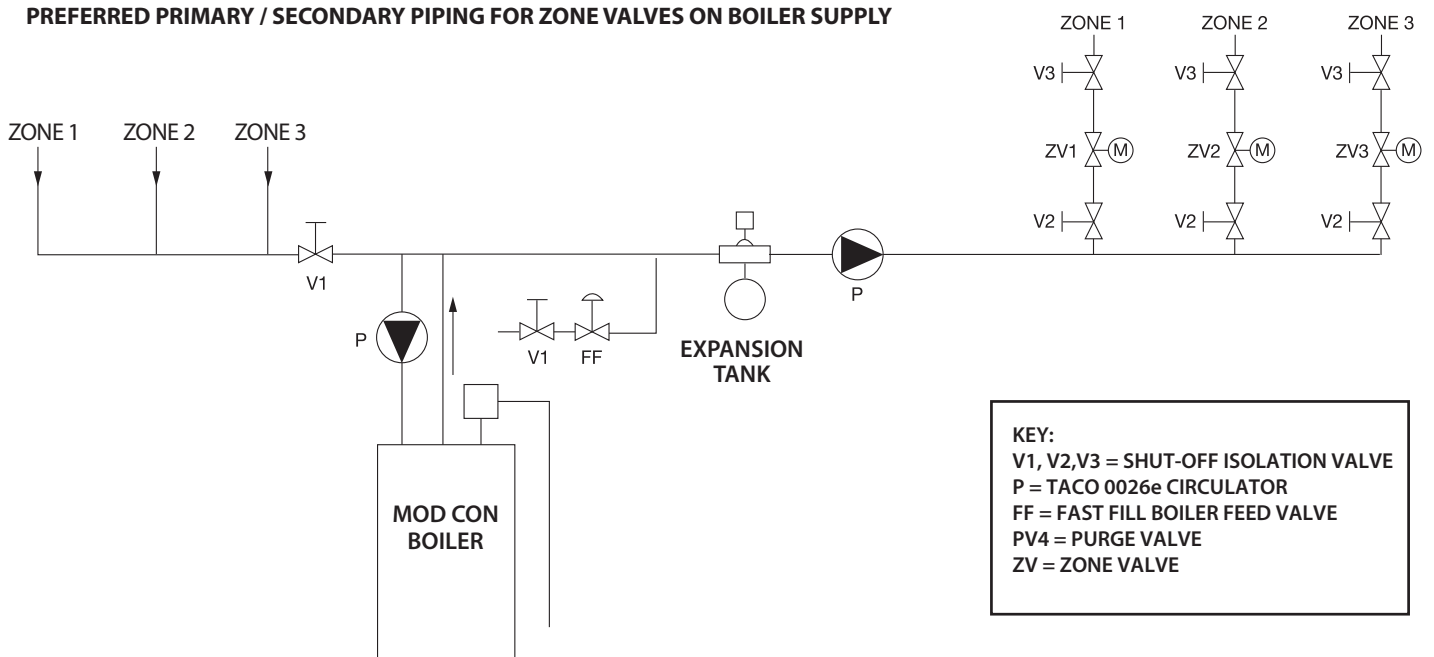 PREFERRED PRIMARY / SECONDARY PIPING FOR ZONE VALVES ON BOILER SUPPLY
ZONE 1 ZONE 2 ZONE 3
V3 V3 V3
ZONE 1 ZONE 2 ZONE 3
ZV1 M ZV2 M ZV3 M
V2 V2 V2
V1
P
P
V1 FF
EXPANSION
TANK
MOD CON
BOILER
KEY:
V1, V2,V3 = SHUT-OFF ISOLATION VALVE
P = TACO 0026e CIRCULATOR
FF = FAST FILL BOILER FEED VALVE
PV4 = PURGE VALVE
ZV = ZONE VALVE